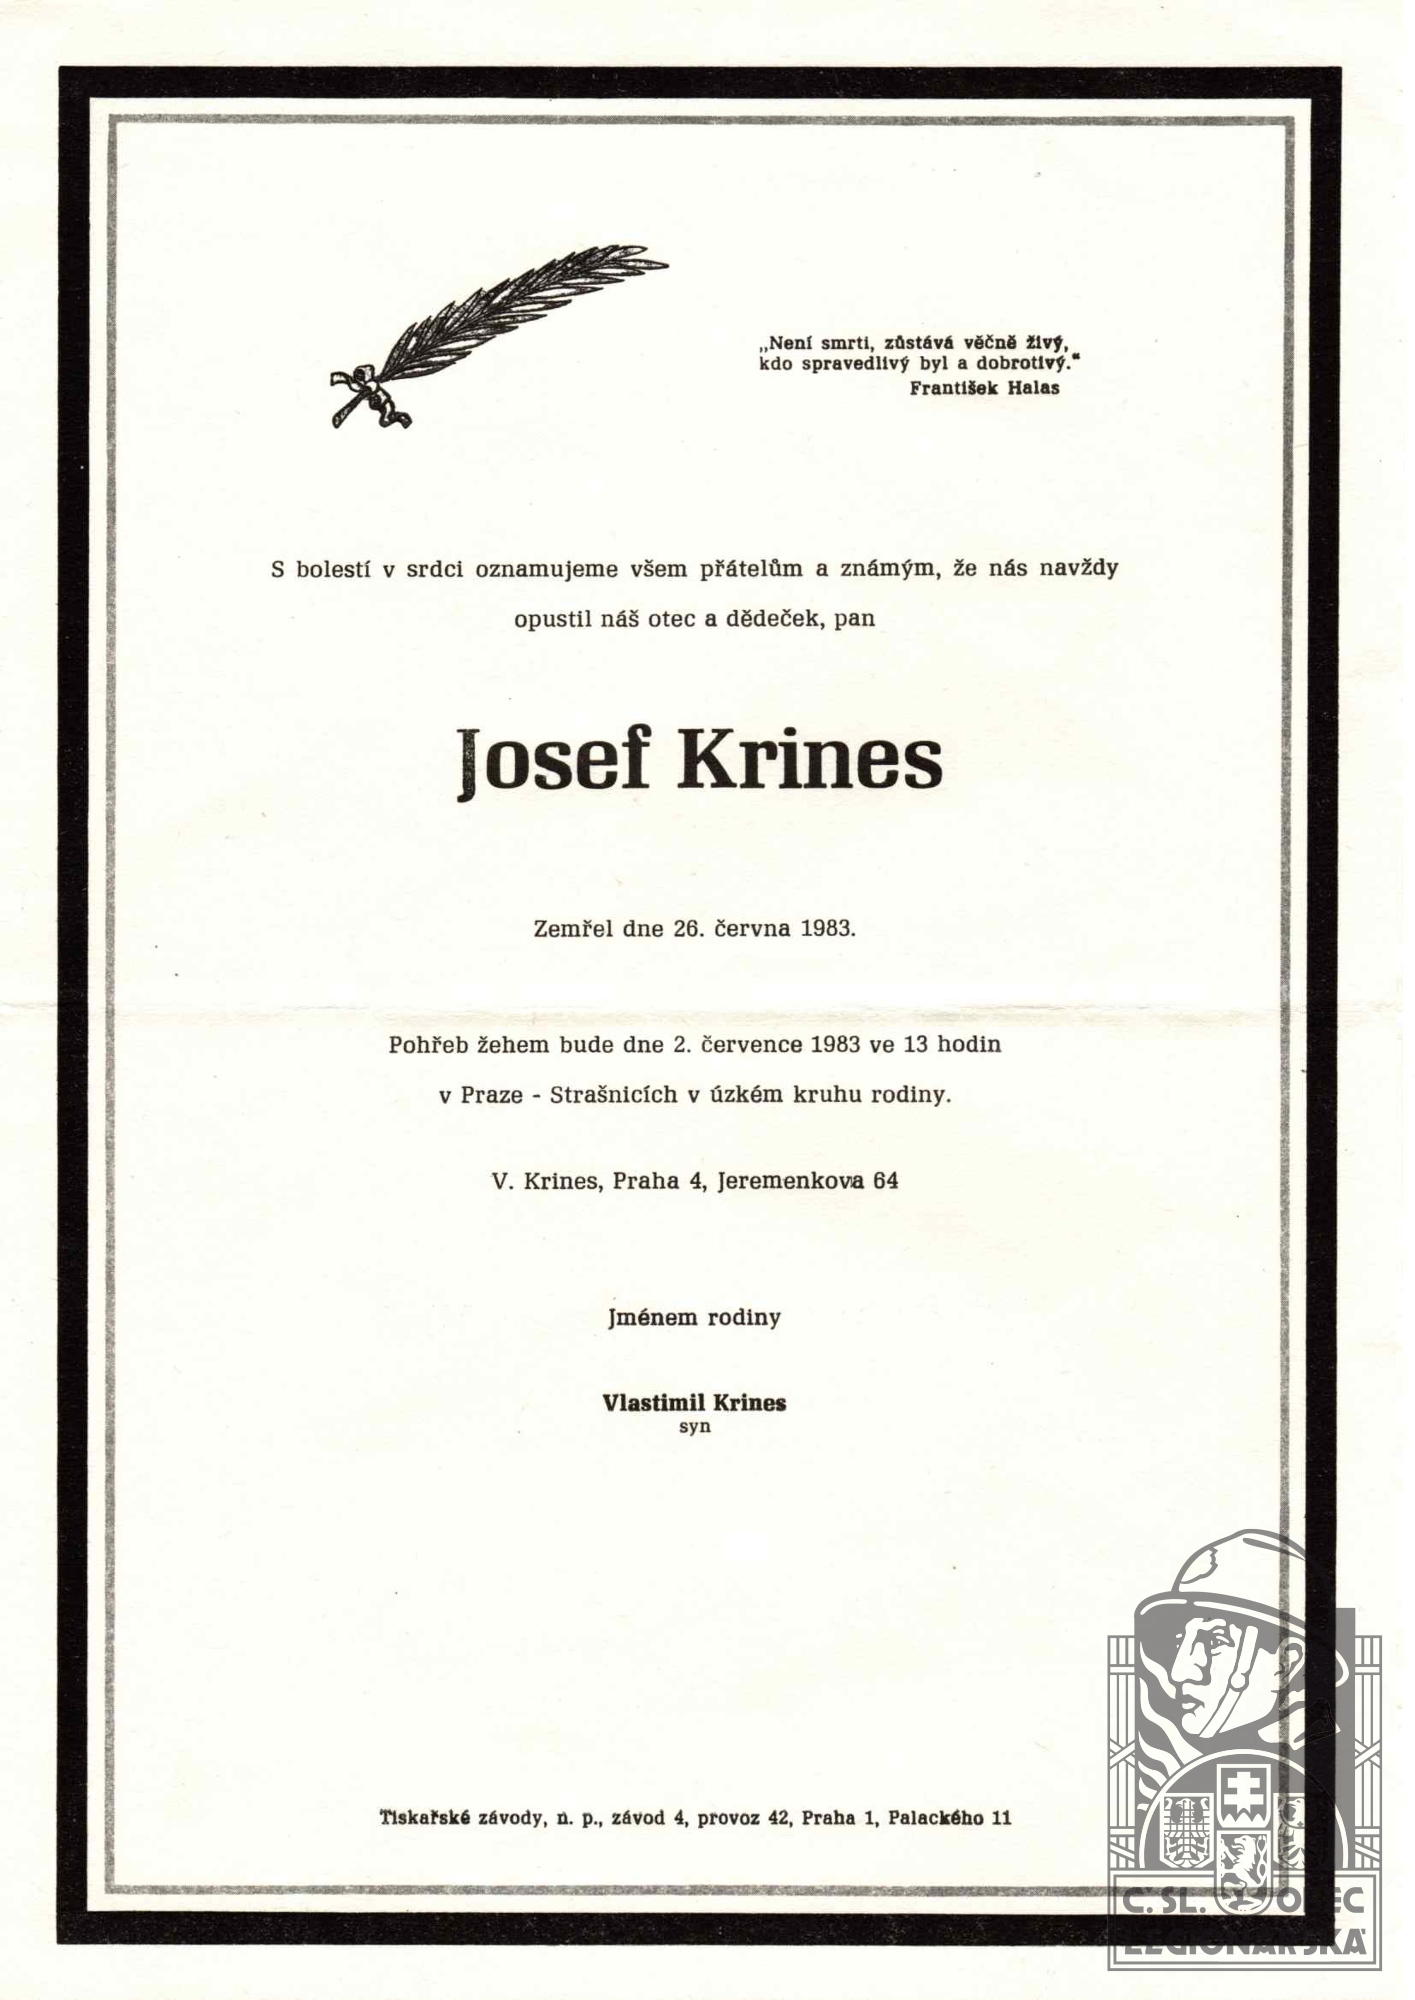 „Není smrti, zůstává věčně živý,
kdo spravedlivý byl a dobrotivý.“
František Halas
S bolestí v srdci oznamujeme všem přátelům a známým, že nás navždy
opustil náš otec a dědeček, pan
Josef Krines
Zemřel dne 26. června 1983.
Pohřeb žehem bude dne 2. července 1983 ve 13 hodin
v Praze - Strašnicích v úzkém kruhu rodiny.
V. Krines, Praha 4, Jeremenkova 64
Jménem rodiny
Vlastimil Krines
syn
Tiskařské závody, n. p., závod 4, provoz 42, Praha 1, Palackého 11
Č. SL. OBEC
LEGIONÁŘSKÁ